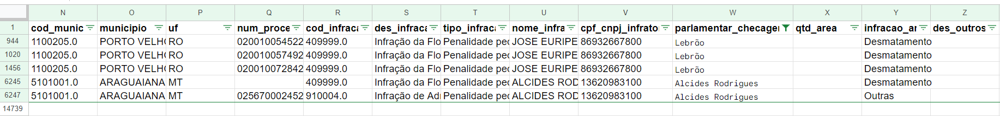 N O P Q R S T U V W X Y Z
1 cod_munic municipio uf num_proce cod_infraca des_infraca tipo_infraca nome_infra cpf_cnpj_infrato parlamentar_checager qtd_area infracao_ar des_outros
944 1100205.0 PORTO VELHO RO 020010054522 409999.0 Infração da Flo Penalidade pec JOSE EURIPE 86932667800 Lebrão Desmatamento
1020 1100205.0 PORTO VELHO RO 020010057492 409999.0 Infração da Flo Penalidade pec JOSE EURIPE 86932667800 Lebrão Desmatamento
1456 1100205.0 PORTO VELHO RO 020010072842 409999.0 Infração da Flo Penalidade pec JOSE EURIPE 86932667800 Lebrão Desmatamento
6245 5101001.0 ARAGUAIANA MT 409999.0 Infração da Flo Penalidade pec ALCIDES ROD 13620983100 Alcides Rodrigues Desmatamento
6247 5101001.0 ARAGUAIANA MT 025670002452 910004.0 Infração de Adr Penalidade pec ALCIDES ROD 13620983100 Alcides Rodrigues Outras
14739